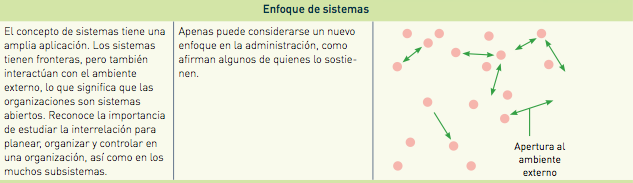 Enfoque de sistemas
El concepto de sistemas tiene una
amplia aplicación. Los sistemas
tienen fronteras, pero también
interactúan con el ambiente
externo, lo que significa que las
organizaciones son sistemas
abiertos. Reconoce la importancia
de estudiar la interrelación para
planear, organizar y controlar en
una organización, así como en los
muchos subsistemas.
Apenas puede considerarse un nuevo
enfoque en la administración, como
afirman algunos de quienes lo sostie-
nen.
Apertura al
ambiente
externo